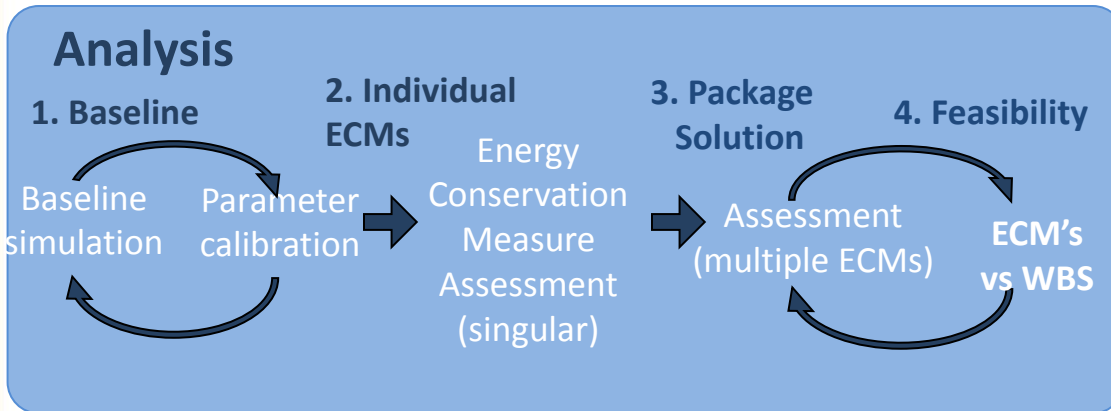 Analysis
1. Baseline
Baseline
simulation
Parameter
calibration
2. Individual
ECMs
Energy
Conservation
Measure
Assessment
(singular)
3. Package
Solution
Assessment
(multiple ECMs)
4. Feasibility
ECM's
vs WBS